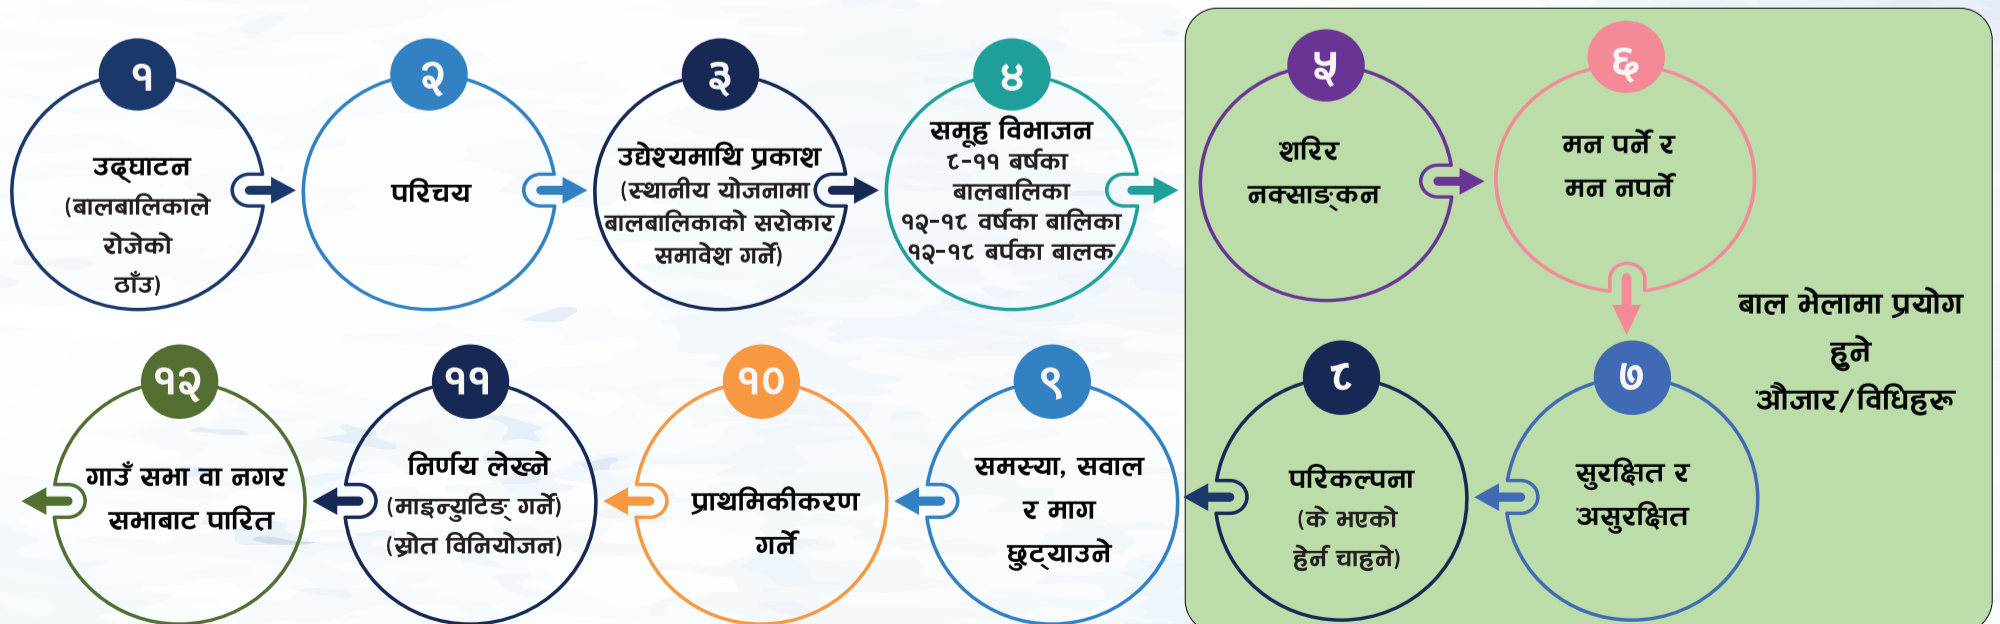 १
उद्घाटन
(बालबालिकाले
रोजेको
ठाँउ)
२
परिचय
३
उद्येश्यमाथि प्रकाश
(स्थानीय योजनामा
बालबालिकाको सरोकार
समावेश गर्ने)
४
समूह विभाजन
८-११ बर्षका
बालबालिका
१२-१८ वर्षका बालिका
१२-१८ बर्पका बालक
५
शरिर
नक्साङ्कन
६
मन पर्ने र
मन नपर्ने
बाल भेलामा प्रयोग
हुने
औजार/विधिहरू
७
सुरक्षित र
असुरक्षित
८
परिकल्पना
(के भएको
हेर्न चाहने)
९
समस्या, सवाल
र माग
छुट्याउने
१०
प्राथमिकीकरण
गर्ने
११
निर्णय लेख्ने
(माइन्युटिङ् गर्ने)
(स्रोत विनियोजन)
१२
गाउँ सभा वा नगर
सभाबाट पारित